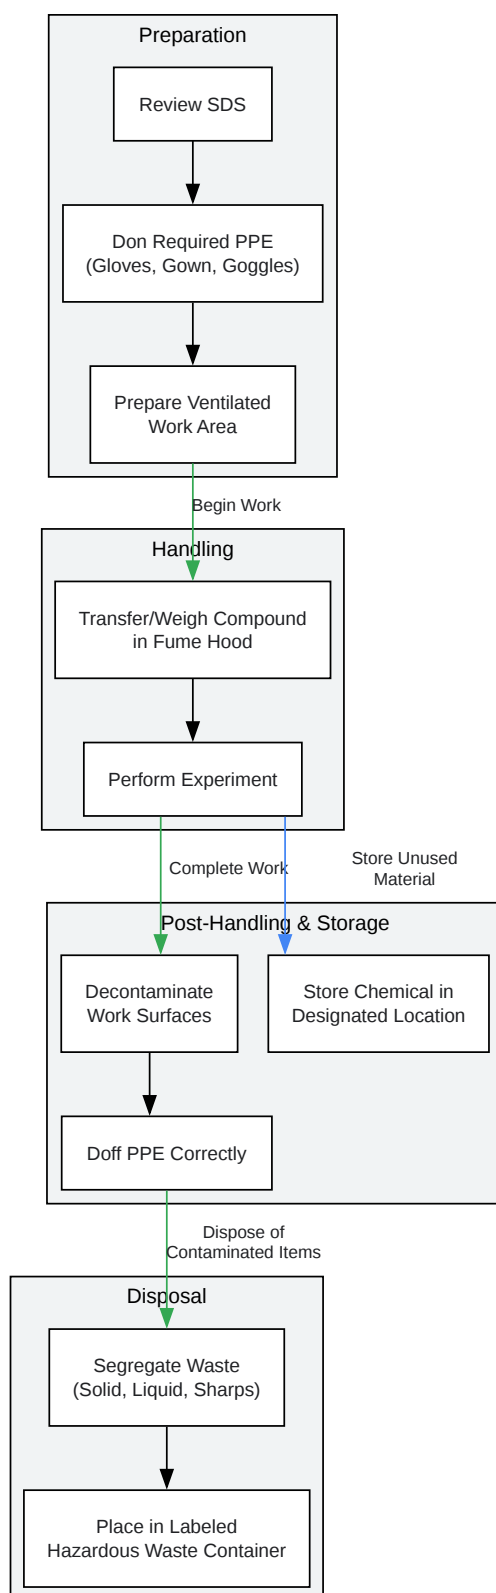 Preparation
Review SDS
Don Required PPE
(Gloves, Gown, Goggles)
Prepare Ventilated
Work Area
Begin Work
Handling
Transfer/Weigh Compound
in Fume Hood
Perform Experiment
Complete Work
Store Unused
Material
Post-Handling & Storage
Decontaminate
Work Surfaces
Store Chemical in
Designated Location
Doff PPE Correctly
Dispose of
Contaminated Items
Disposal
Segregate Waste
(Solid, Liquid, Sharps)
Place in Labeled
Hazardous Waste Container